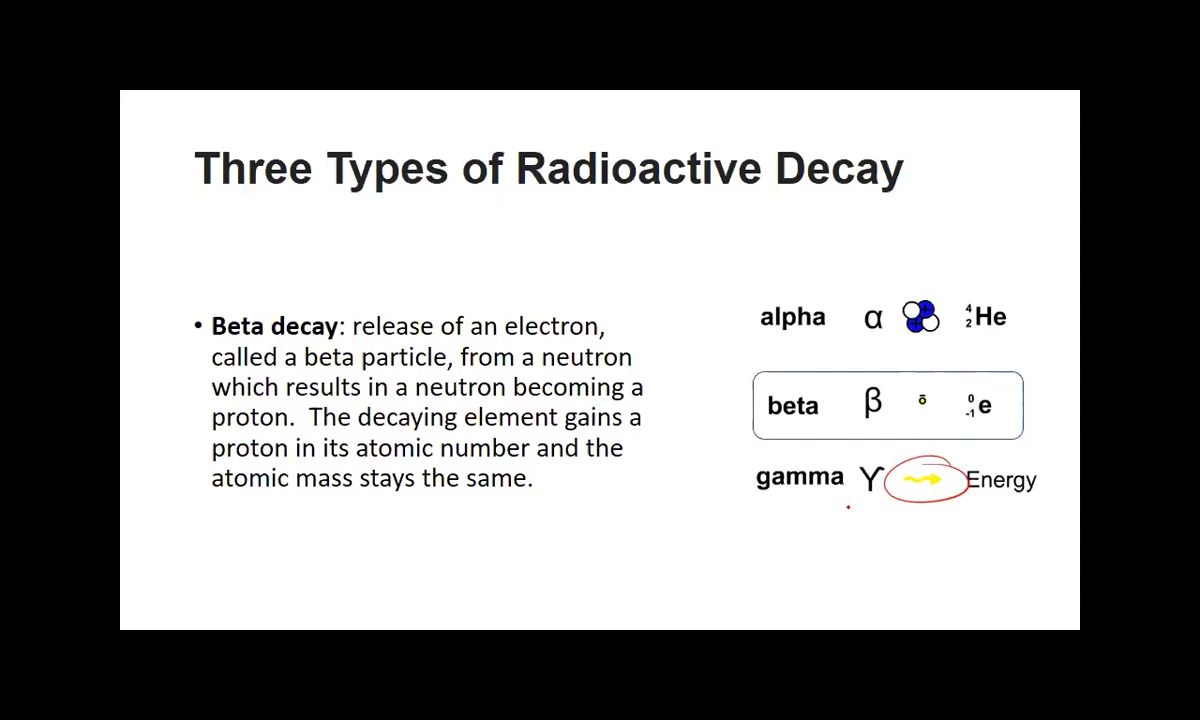 Three Types of Radioactive Decay
• Beta decay: release of an electron,
called a beta particle, from a neutron
which results in a neutron becoming a
proton.  The decaying element gains a
proton in its atomic number and the
atomic mass stays the same.
alpha α ⁴₂He
beta β ⁰₋₁e
gamma ϒ Energy